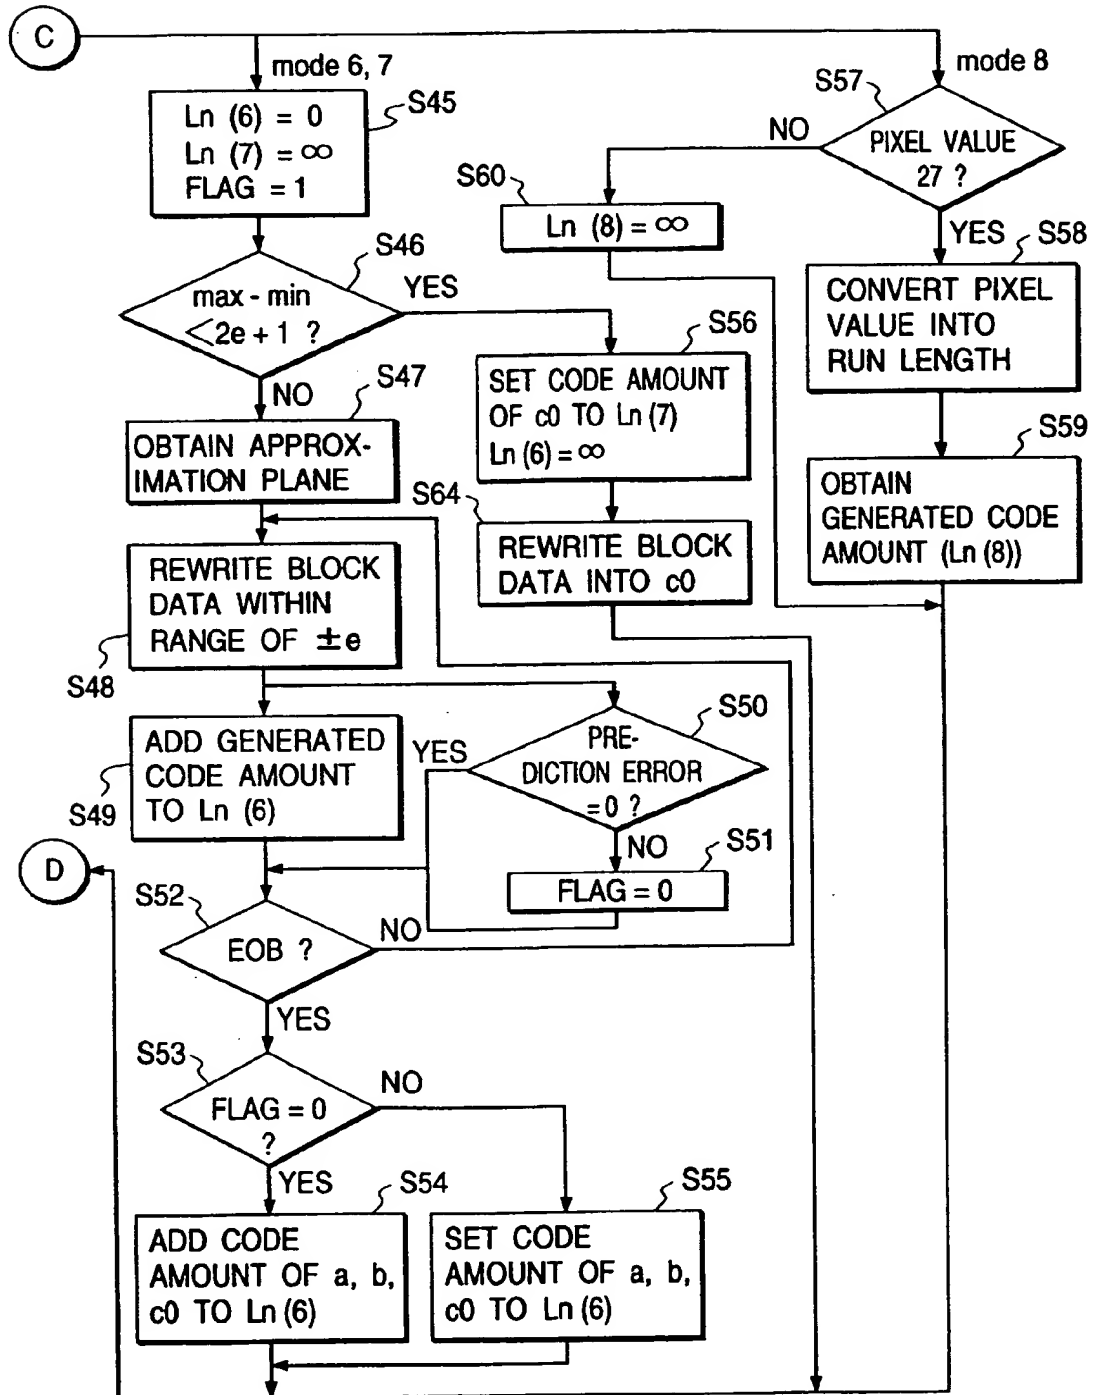 C
mode 6, 7
mode 8
S45
Ln (6) = 0
Ln (7) = ∞
FLAG = 1
S57
PIXEL VALUE
27 ?
NO
YES
S60
Ln (8) = ∞
S58
CONVERT PIXEL
VALUE INTO
RUN LENGTH
S46
max - min
<2e + 1 ?
YES
NO
S56
SET CODE AMOUNT
OF c0 TO Ln (7)
Ln (6) = ∞
S59
OBTAIN
GENERATED CODE
AMOUNT (Ln (8))
S47
OBTAIN APPROX-
IMATION PLANE
S64
REWRITE BLOCK
DATA INTO c0
REWRITE BLOCK
DATA WITHIN
RANGE OF ±e
S48
S50
PRE-
DICTION ERROR
= 0 ?
YES
NO
ADD GENERATED
CODE AMOUNT
TO Ln (6)
S49
S51
FLAG = 0
D
S52
EOB ?
NO
YES
S53
FLAG = 0
?
NO
YES
S54
ADD CODE
AMOUNT OF a, b,
c0 TO Ln (6)
S55
SET CODE
AMOUNT OF a, b,
c0 TO Ln (6)